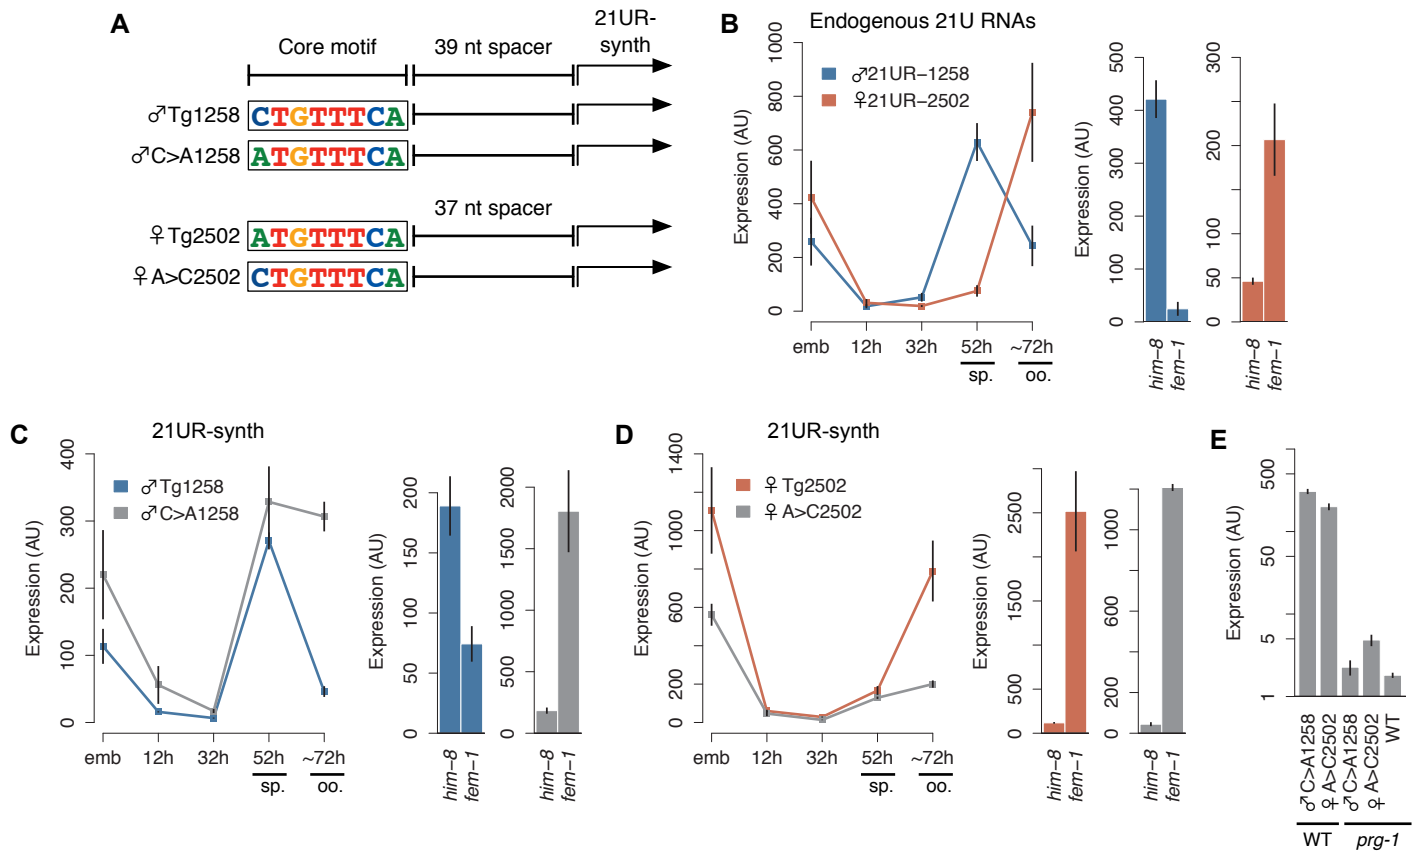 A
Core motif
39 nt spacer
21UR-
synth
♂Tg1258
CTGTTTCA
♂C>A1258
ATGTTTCA
37 nt spacer
♀Tg2502
ATGTTTCA
♀A>C2502
CTGTTTCA
B
Endogenous 21U RNAs
Expression (AU)
1000
800
600
400
200
0
♂21UR−1258
♀21UR−2502
emb 12h 32h 52h ~72h
sp. oo.
Expression (AU)
500
400
300
200
100
0
him−8 fem−1
300
200
100
50
0
him−8 fem−1
C
21UR-synth
Expression (AU)
400
300
200
100
0
♂Tg1258
♂C>A1258
emb 12h 32h 52h ~72h
sp. oo.
Expression (AU)
200
150
100
50
0
him-8 fem-1
2000
1500
1000
500
0
him-8 fem-1
D
21UR-synth
Expression (AU)
1400
1000
600
400
200
0
♀Tg2502
♀A>C2502
emb 12h 32h 52h ~72h
sp. oo.
Expression (AU)
2500
1500
500
0
him-8 fem-1
1000
600
200
0
him-8 fem-1
E
Expression (AU)
500
50
5
1
♂C>A1258
♀A>C2502
♂C>A1258
♀A>C2502
WT
WT
prg-1